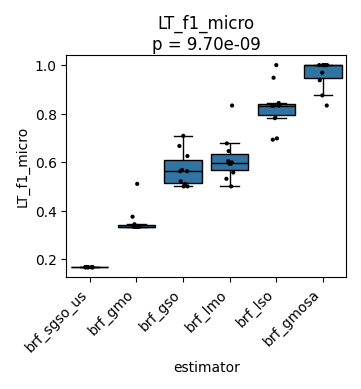 LT_f1_micro
p = 9.70e-09
LT_f1_micro
1.0
0.8
0.6
0.4
0.2
brf_sgso_us
brf_gmo
brf_gso
brf_lmo
brf_lso
brf_gmosa
estimator